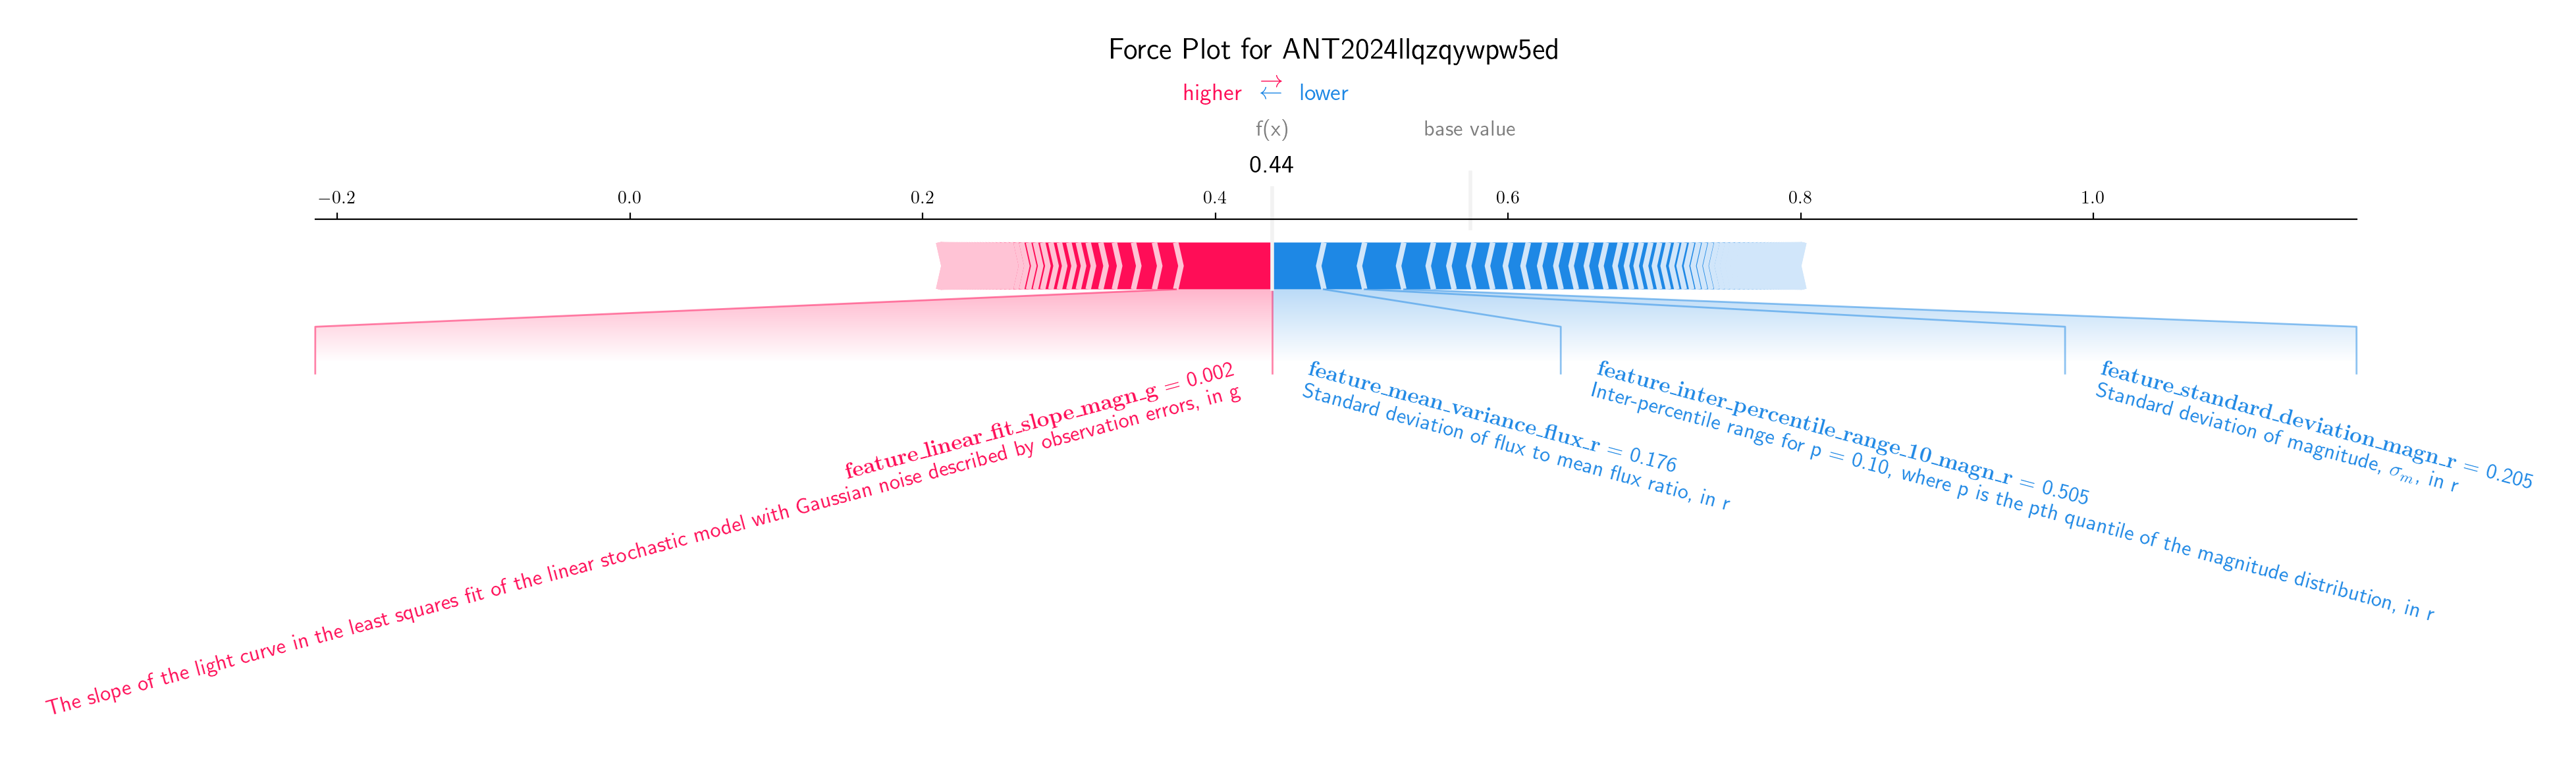 Force Plot for ANT2024llqzqywpw5ed
higher → ← lower
f(x) base value
0.44
−0.2 0.0 0.2 0.4 0.6 0.8 1.0
feature_linear_fit_slope_magn_g = 0.002
The slope of the light curve in the least squares fit of the linear stochastic model with Gaussian noise described by observation errors, in g
feature_mean_variance_flux_r = 0.176
Standard deviation of flux to mean flux ratio, in r
feature_inter-percentile_range_10_magn_r = 0.505
Inter-percentile range for p = 0.10, where p is the pth quantile of the magnitude distribution, in r
feature_standard_deviation_magn_r = 0.205
Standard deviation of magnitude, σₘ, in r